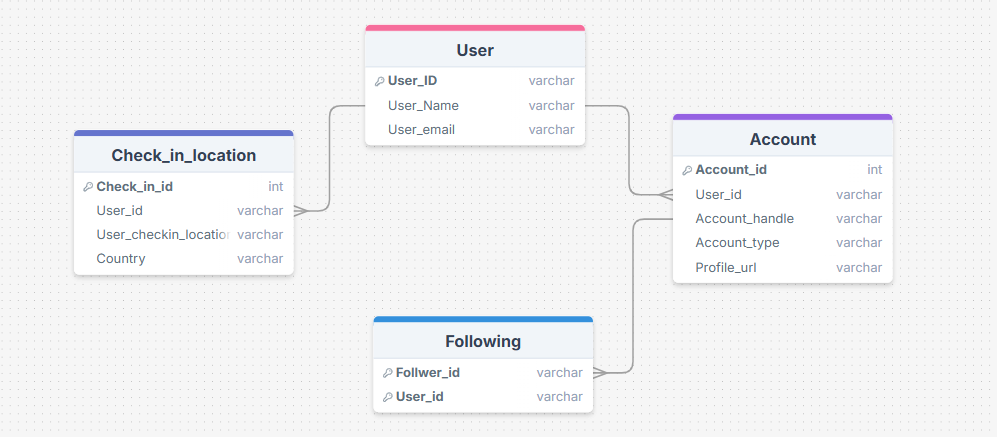 User
User_ID varchar
User_Name varchar
User_email varchar
Check_in_location
Check_in_id int
User_id varchar
User_checkin_locatio varchar
Country varchar
Account
Account_id int
User_id varchar
Account_handle varchar
Account_type varchar
Profile_url varchar
Following
Follwer_id varchar
User_id varchar